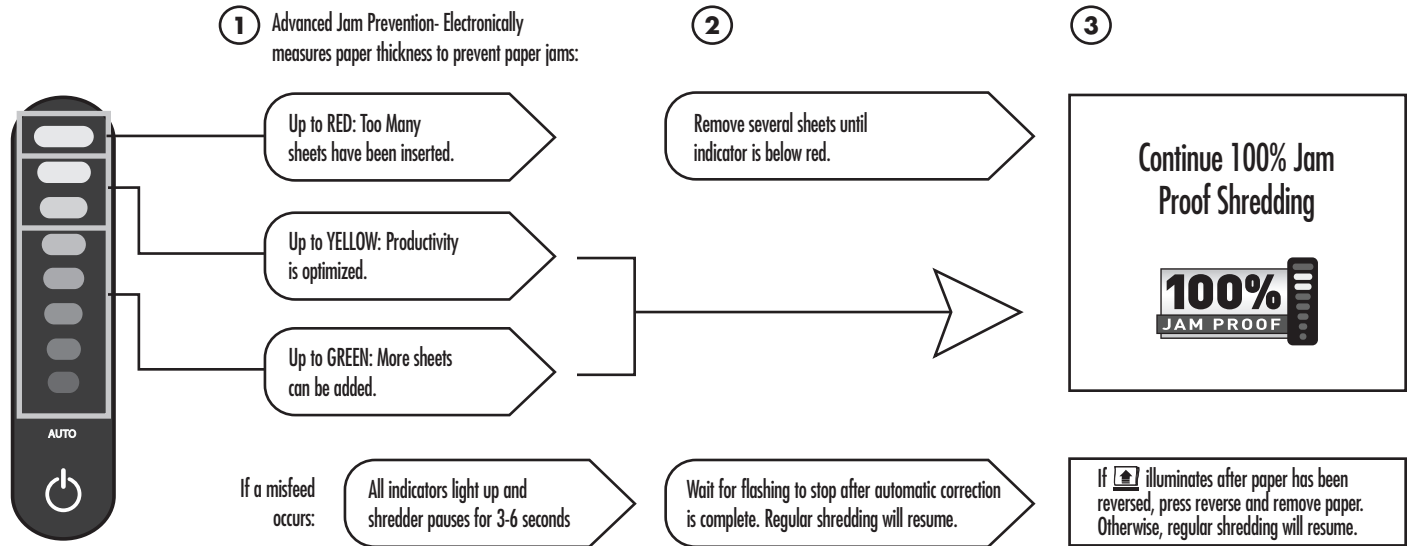 1
Advanced Jam Prevention- Electronically
measures paper thickness to prevent paper jams:
2
3
Up to RED: Too Many
sheets have been inserted.
Remove several sheets until
indicator is below red.
Continue 100% Jam
Proof Shredding
100%
JAM PROOF
Up to YELLOW: Productivity
is optimized.
Up to GREEN: More sheets
can be added.
AUTO
If a misfeed
occurs:
All indicators light up and
shredder pauses for 3-6 seconds
Wait for flashing to stop after automatic correction
is complete. Regular shredding will resume.
If illuminates after paper has been
reversed, press reverse and remove paper.
Otherwise, regular shredding will resume.